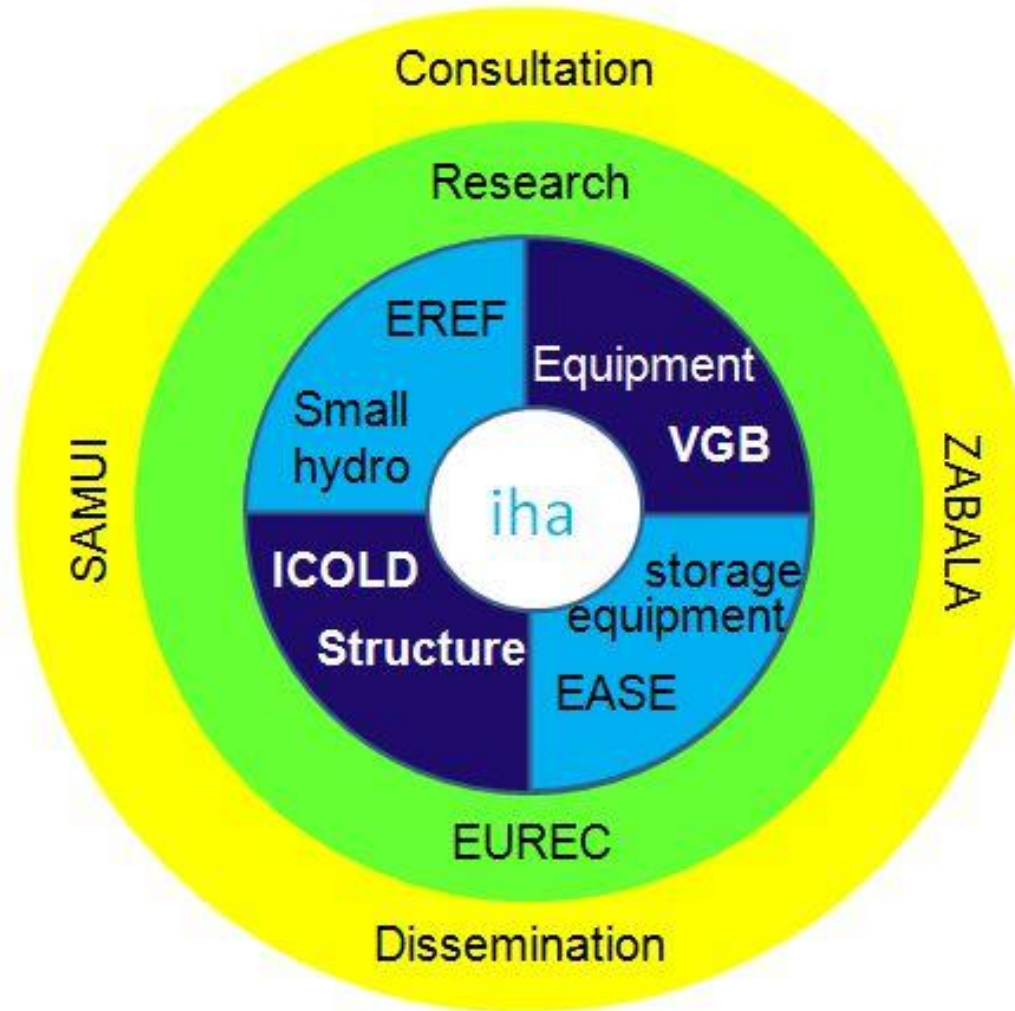 Consultation
Research
EREF
Small
hydro
Equipment
VGB
SAMUI
iha
ZABALA
ICOLD
Structure
storage
equipment
EASE
EUREC
Dissemination